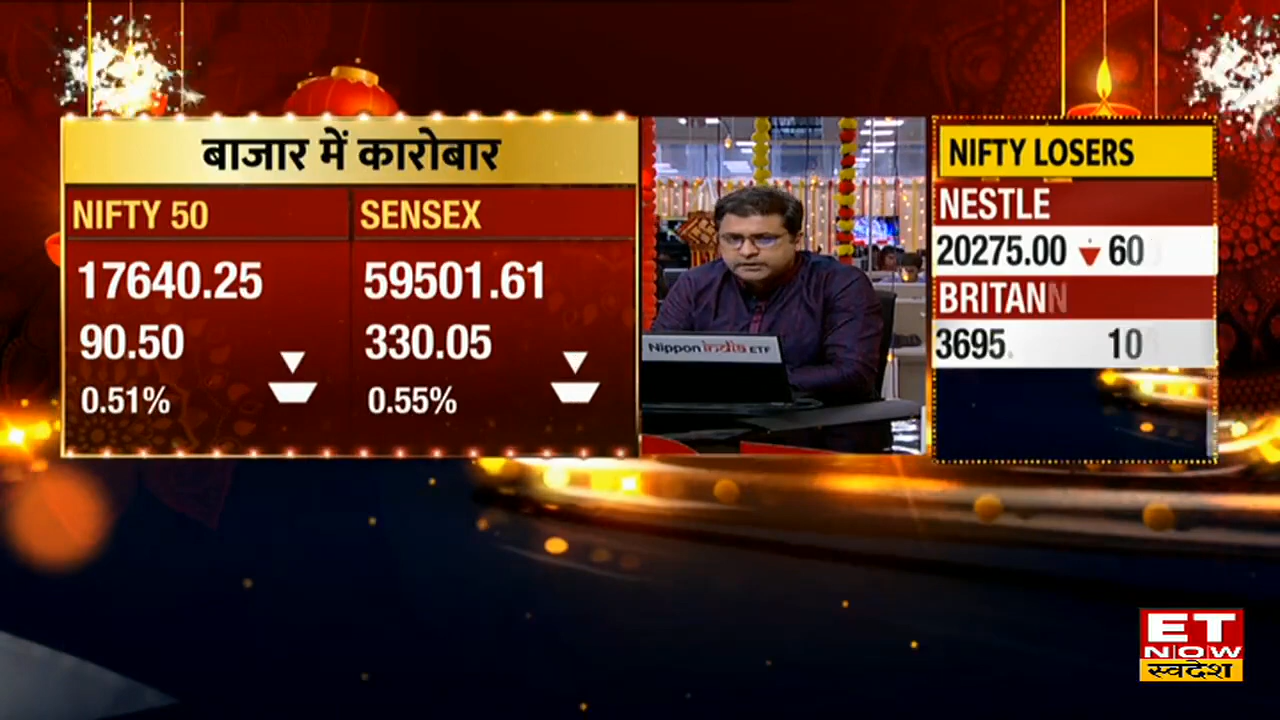 बाजार में कारोबार
NIFTY 50
SENSEX
17640.25
59501.61
90.50
330.05
0.51%
0.55%
Nippon india ETF
NIFTY LOSERS
NESTLE
20275.00 60
BRITANN
3695. 10
ET
NOW
स्वदेश